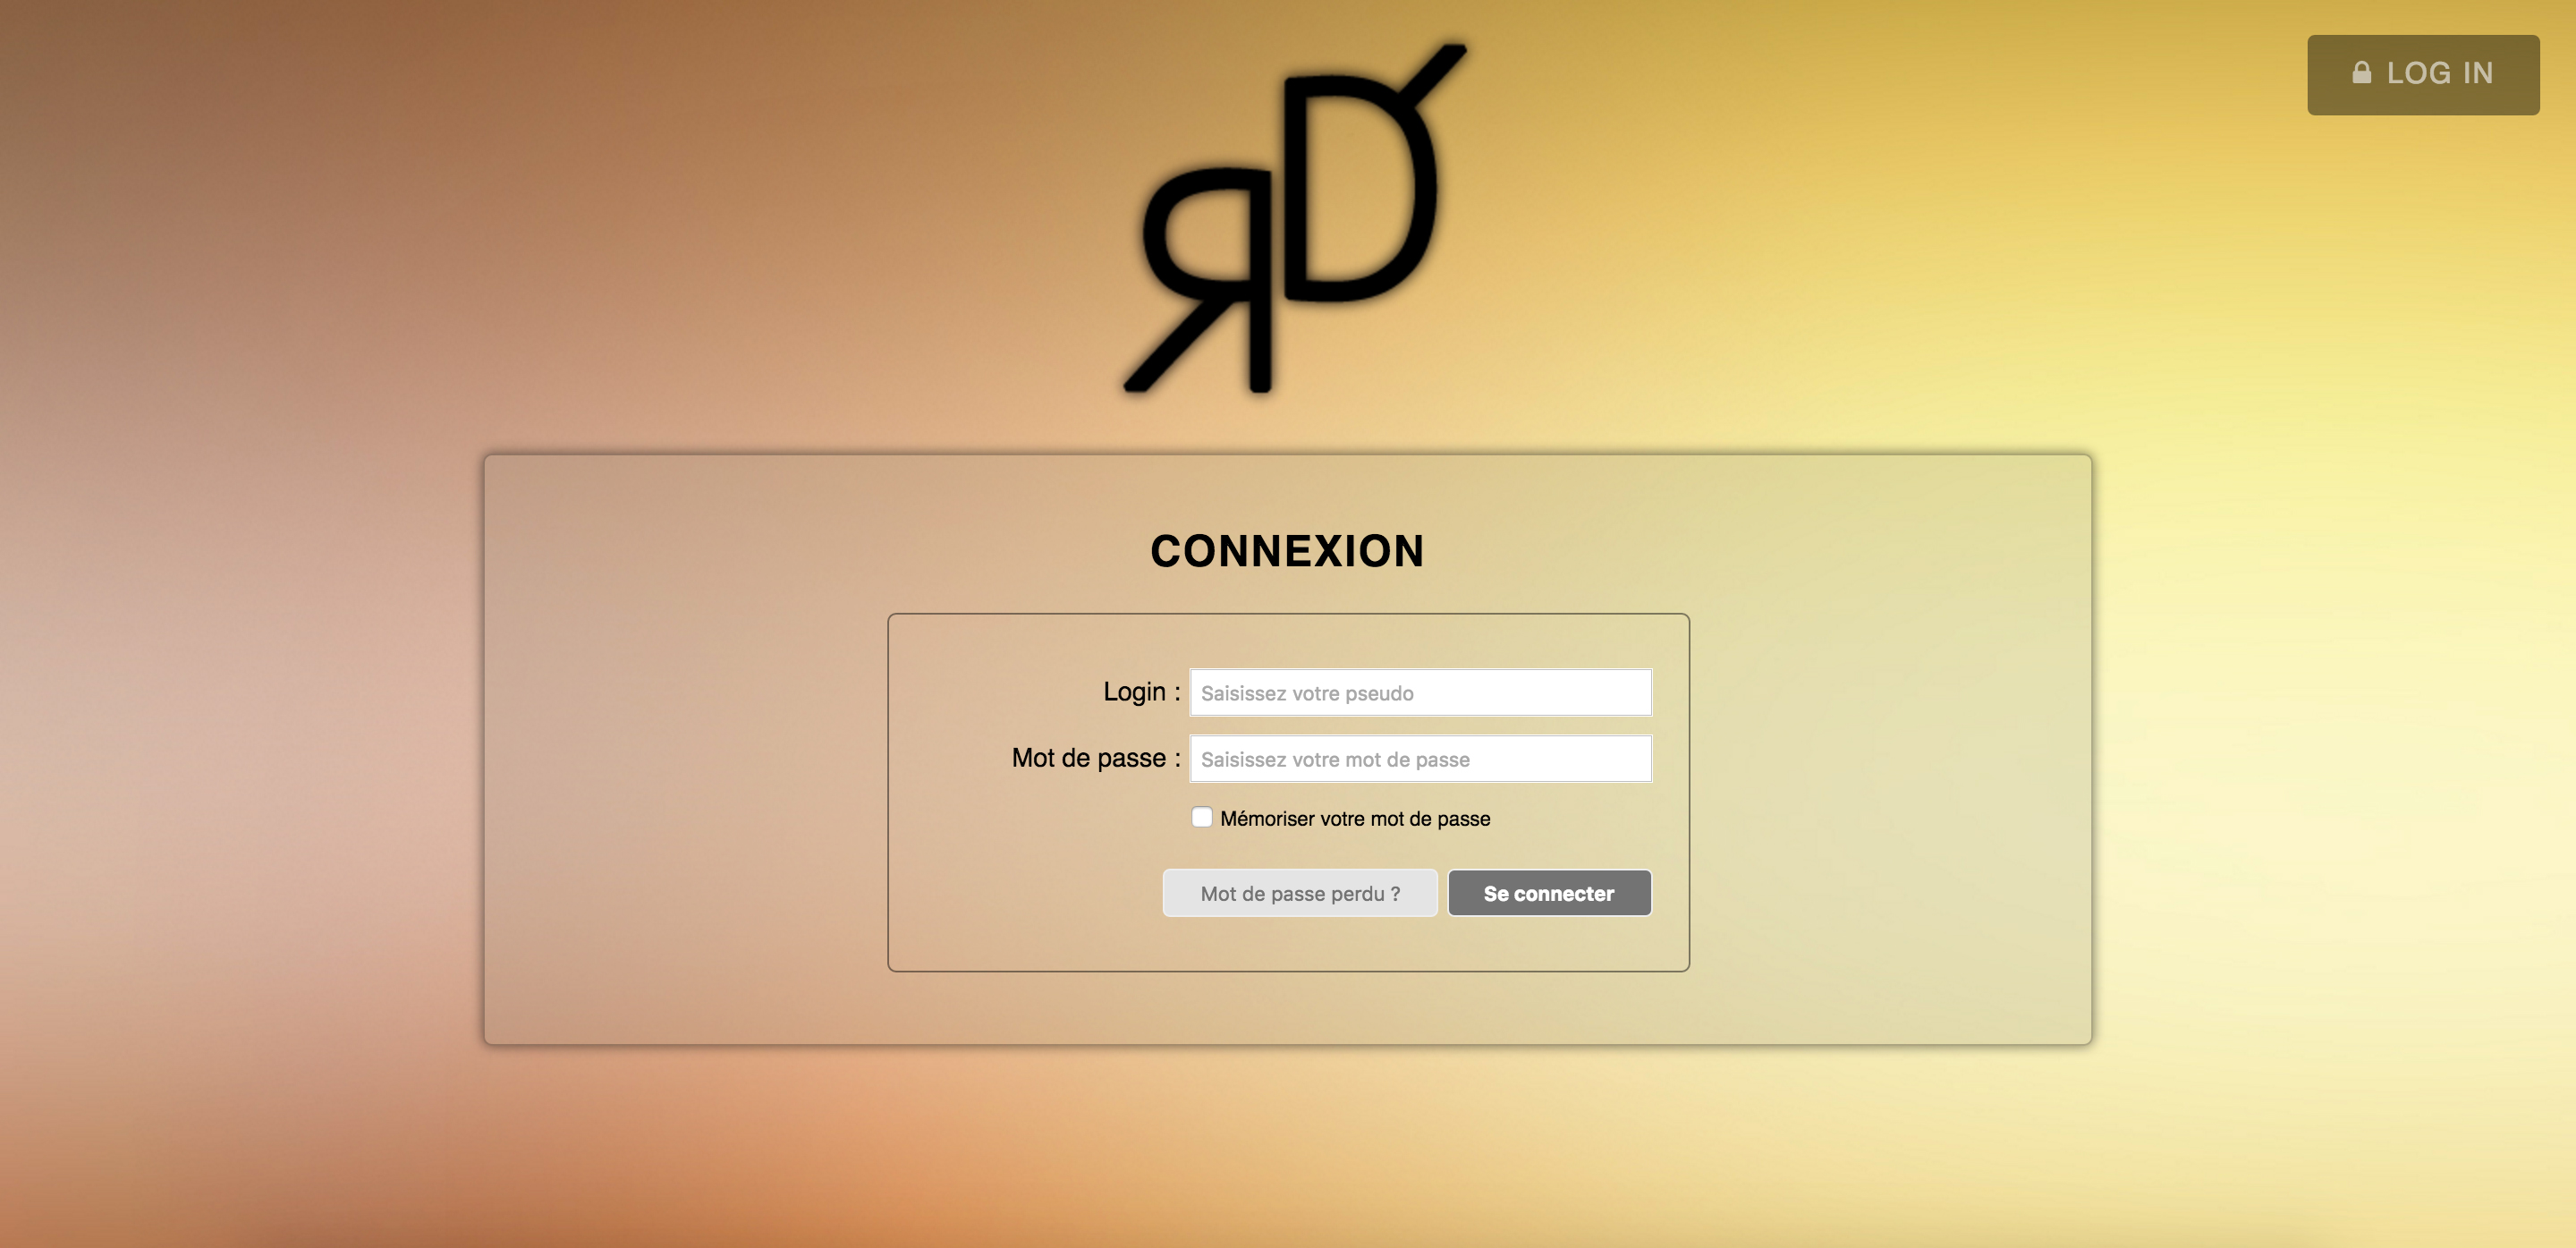 LOG IN
ЯD
CONNEXION
Login :
Saisissez votre pseudo
Mot de passe :
Saisissez votre mot de passe
Mémoriser votre mot de passe
Mot de passe perdu ?
Se connecter